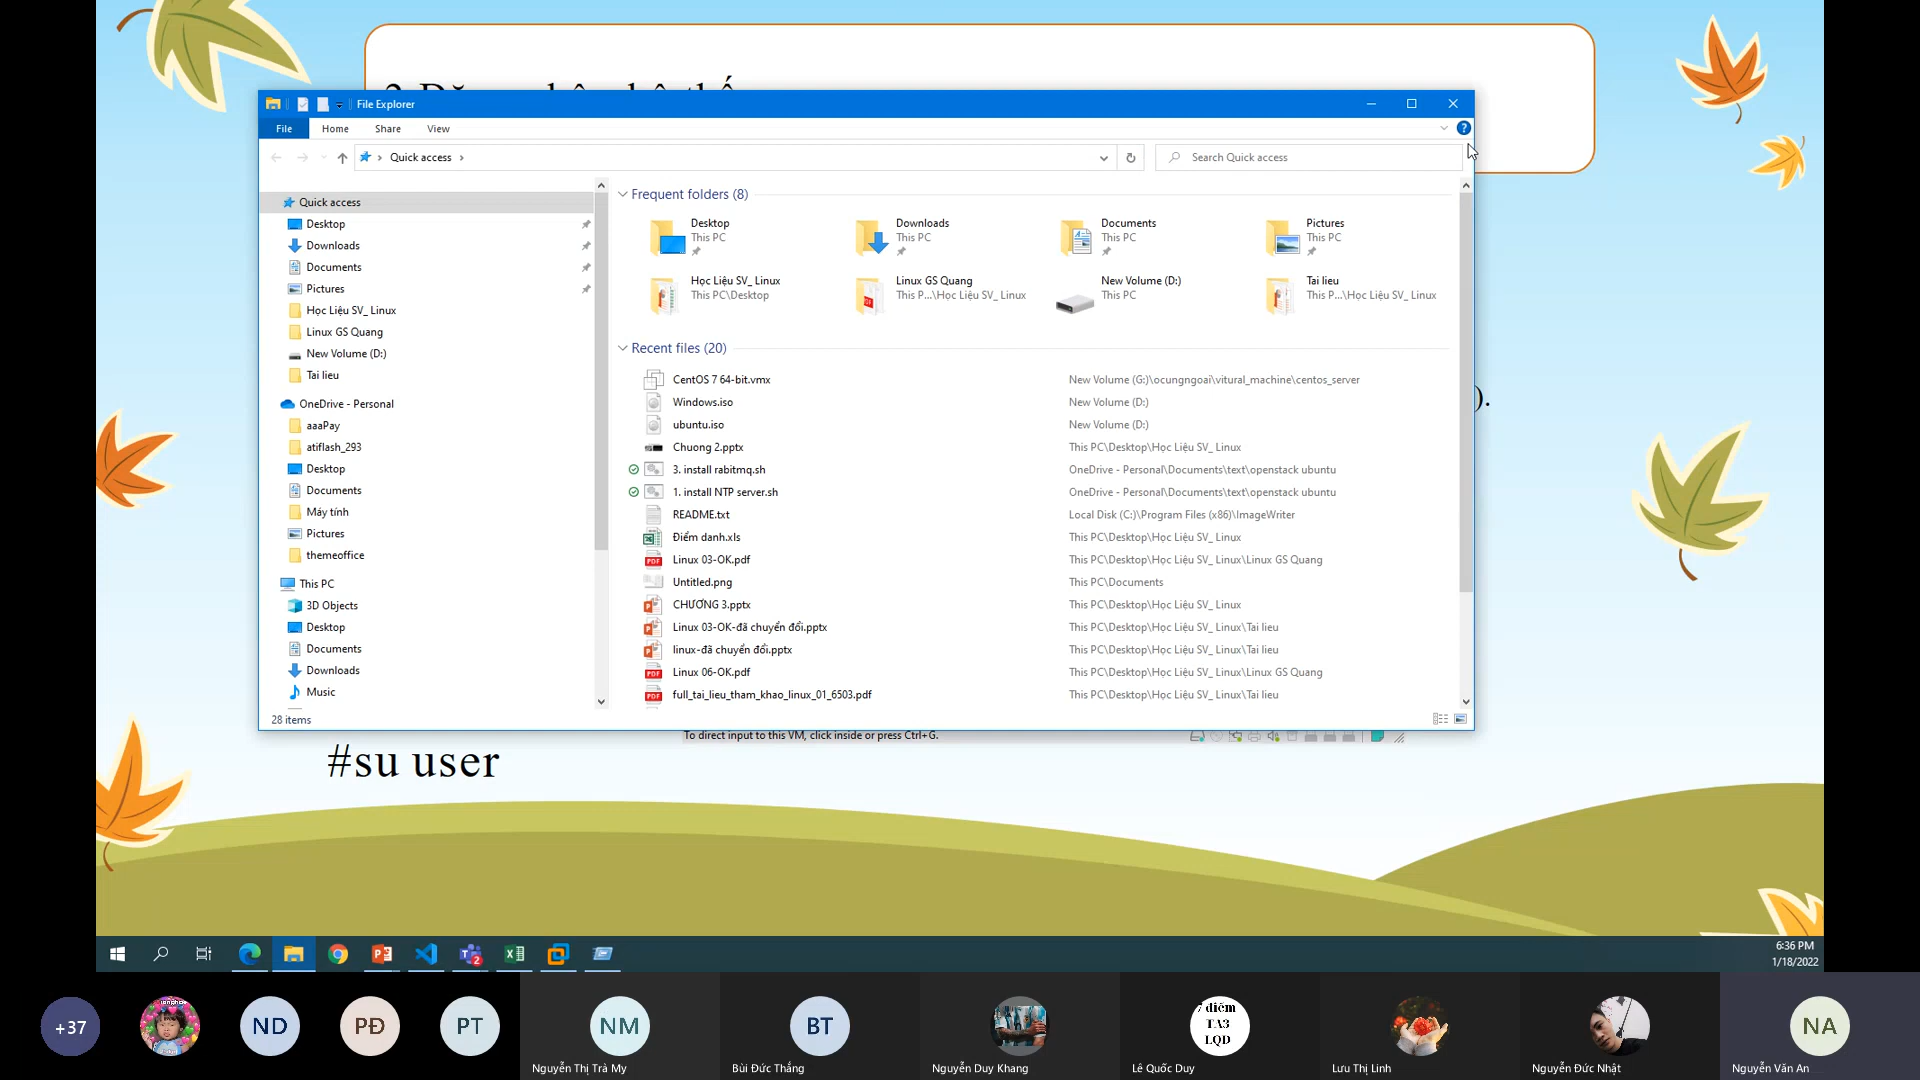 File Explorer
File Home Share View
Quick access
Search Quick access
Quick access
Desktop
Downloads
Documents
Pictures
Học Liệu SV_ Linux
Linux GS Quang
New Volume (D:)
Tai lieu
OneDrive - Personal
aaaPay
atiflash_293
Desktop
Documents
Máy tính
Pictures
themeoffice
This PC
3D Objects
Desktop
Documents
Downloads
Music
28 items
Frequent folders (8)
Desktop
This PC
Downloads
This PC
Documents
This PC
Pictures
This PC
Học Liệu SV_ Linux
This PC\Desktop
Linux GS Quang
This P...\Học Liệu SV_ Linux
New Volume (D:)
This PC
Tai lieu
This P...\Học Liệu SV_ Linux
Recent files (20)
CentOS 7 64-bit.vmx New Volume (G:)\ocungngoai\vitural_machine\centos_server
Windows.iso New Volume (D:)
ubuntu.iso New Volume (D:)
Chuong 2.pptx This PC\Desktop\Học Liệu SV_ Linux
3. install rabitmq.sh OneDrive - Personal\Documents\text\openstack ubuntu
1. install NTP server.sh OneDrive - Personal\Documents\text\openstack ubuntu
README.txt Local Disk (C:)\Program Files (x86)\ImageWriter
Điểm danh.xls This PC\Desktop\Học Liệu SV_ Linux
Linux 03-OK.pdf This PC\Desktop\Học Liệu SV_ Linux\Linux GS Quang
Untitled.png This PC\Documents
CHƯƠNG 3.pptx This PC\Desktop\Học Liệu SV_ Linux
Linux 03-OK-đã chuyển đổi.pptx This PC\Desktop\Học Liệu SV_ Linux\Tai lieu
linux-đã chuyển đổi.pptx This PC\Desktop\Học Liệu SV_ Linux\Tai lieu
Linux 06-OK.pdf This PC\Desktop\Học Liệu SV_ Linux\Linux GS Quang
full_tai_lieu_tham_khao_linux_01_6503.pdf This PC\Desktop\Học Liệu SV_ Linux\Tai lieu
).
To direct input to this VM, click inside or press Ctrl+G.
#su user
6:36 PM
1/18/2022
+37
ND
PĐ
PT
NM
BT
7 điểm
TA3
LQD
NA
Nguyễn Thị Trà My
Bùi Đức Thắng
Nguyễn Duy Khang
Lê Quốc Duy
Lưu Thị Linh
Nguyễn Đức Nhật
Nguyễn Văn An